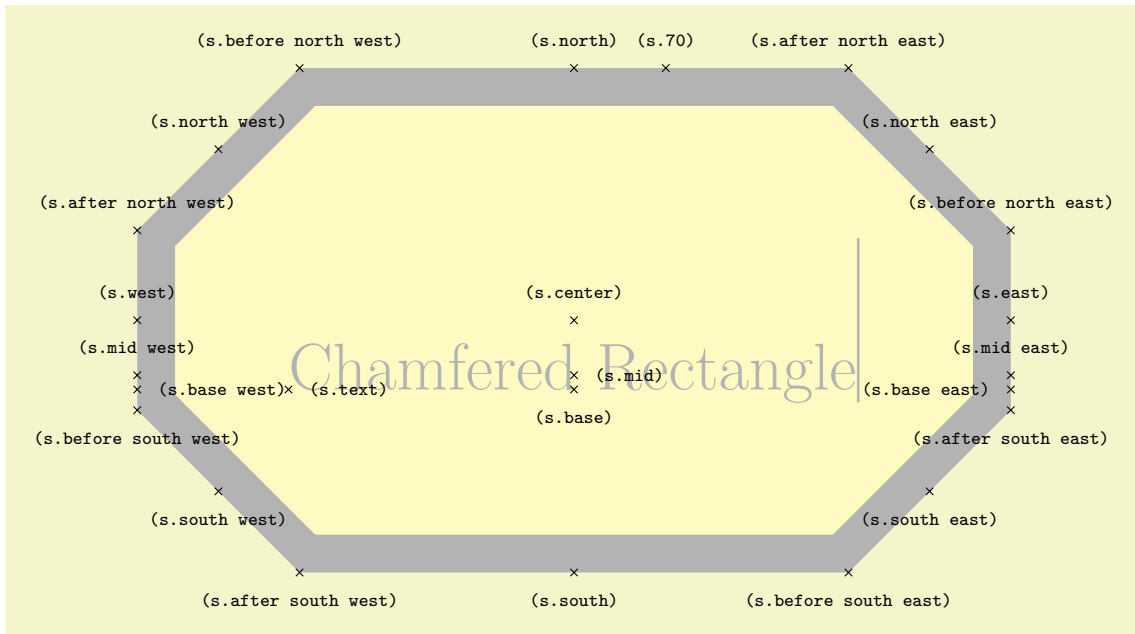 (s.before north west) (s.north) (s.70) (s.after north east)
(s.north west) (s.north east)
(s.after north west) (s.before north east)
(s.west) (s.center) (s.east)
(s.mid west) (s.mid east)
Chamfered Rectangle
(s.mid)
(s.base west) (s.text) (s.base east)
(s.base)
(s.before south west) (s.after south east)
(s.south west) (s.south east)
(s.after south west) (s.south) (s.before south east)